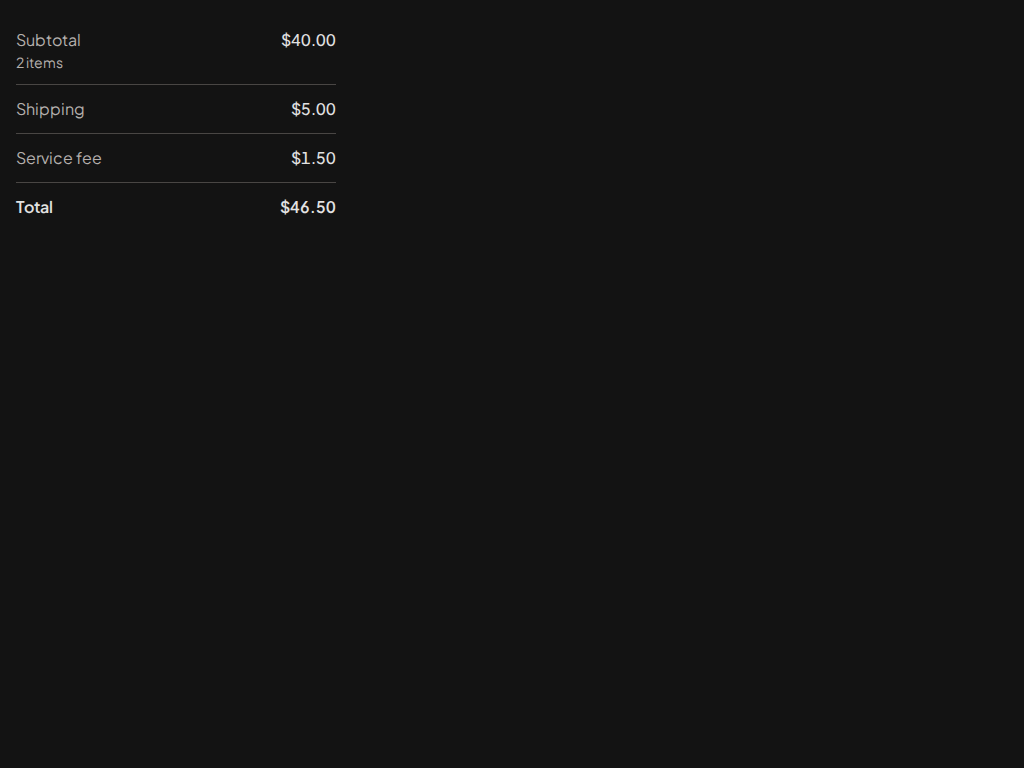 Subtotal $40.00
2 items
Shipping $5.00
Service fee $1.50
Total $46.50